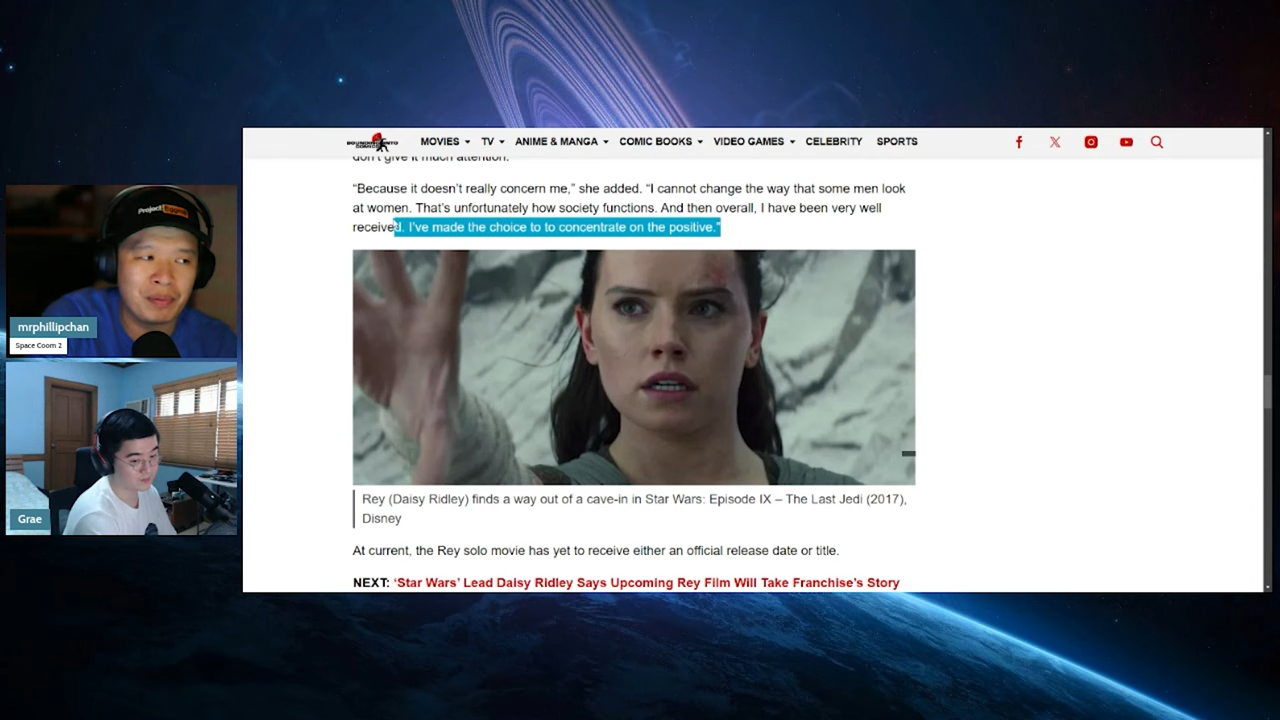 MOVIES TV ANIME & MANGA COMIC BOOKS VIDEO GAMES CELEBRITY SPORTS
don't give it much attention.
“Because it doesn’t really concern me,” she added. “I cannot change the way that some men look
at women. That’s unfortunately how society functions. And then overall, I have been very well
received. I’ve made the choice to to concentrate on the positive.”
Project
mrphillipchan
Space Coom 2
Grae
Rey (Daisy Ridley) finds a way out of a cave-in in Star Wars: Episode IX – The Last Jedi (2017),
Disney
At current, the Rey solo movie has yet to receive either an official release date or title.
NEXT: ‘Star Wars’ Lead Daisy Ridley Says Upcoming Rey Film Will Take Franchise’s Story